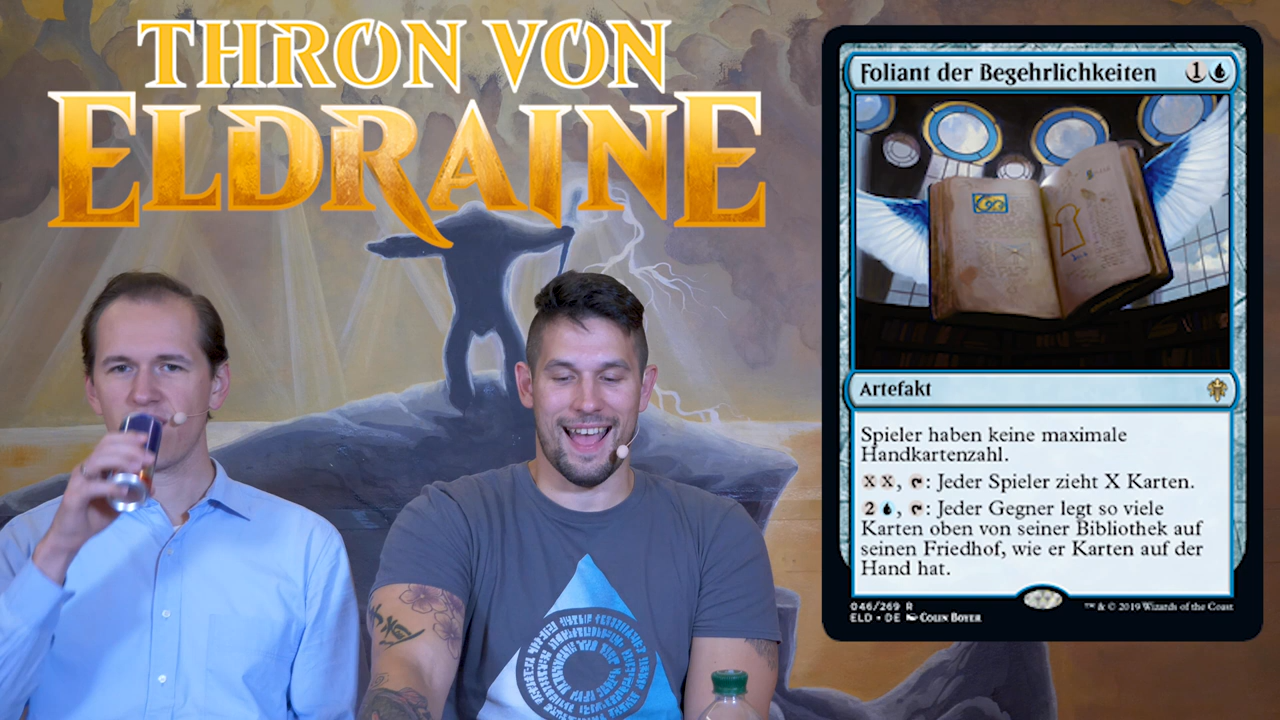 THRON VON
ELDRAINE
Foliant der Begehrlichkeiten 1
Artefakt
Spieler haben keine maximale
Handkartenzahl.
X X, : Jeder Spieler zieht X Karten.
2 , : Jeder Gegner legt so viele
Karten oben von seiner Bibliothek auf
seinen Friedhof, wie er Karten auf der
Hand hat.
046/269 R
ELD • DE COLIN BOYER
™ & © 2019 Wizards of the Coast